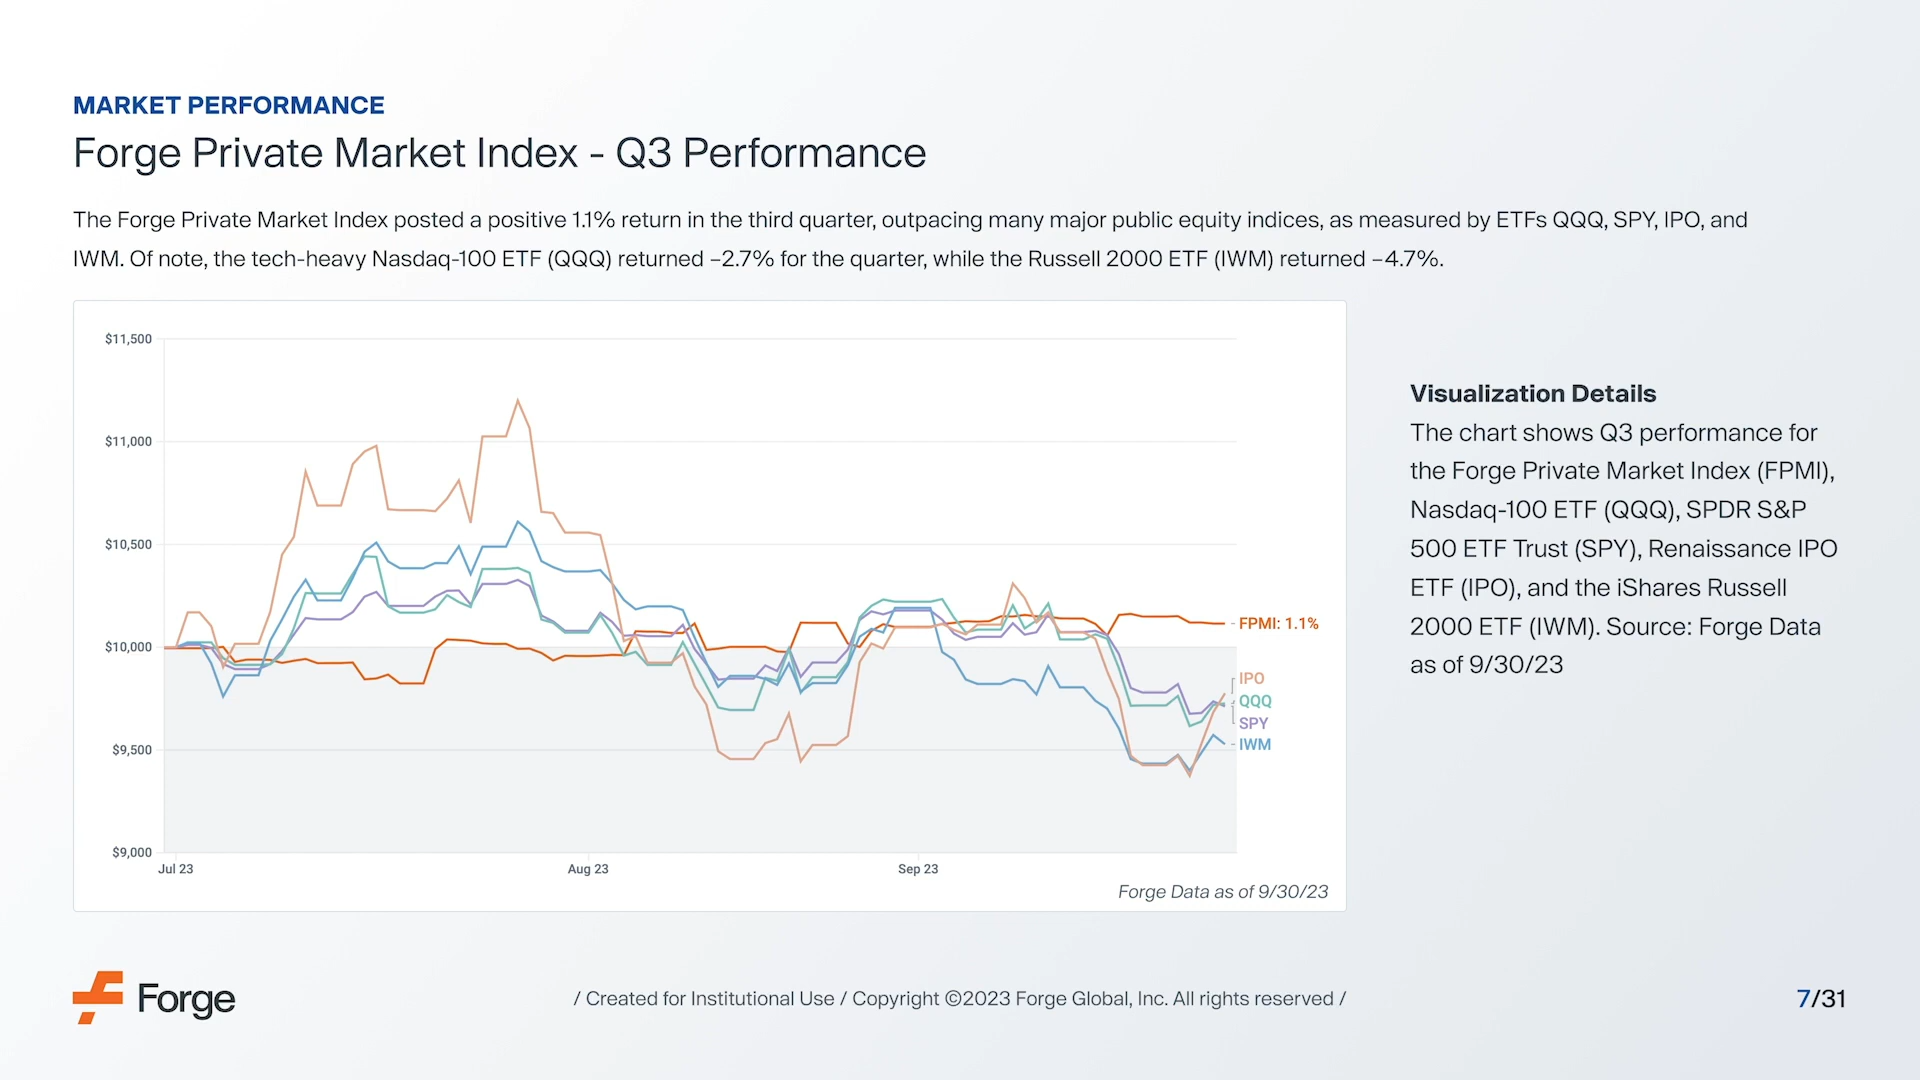 MARKET PERFORMANCE
Forge Private Market Index - Q3 Performance
The Forge Private Market Index posted a positive 1.1% return in the third quarter, outpacing many major public equity indices, as measured by ETFs QQQ, SPY, IPO, and
IWM. Of note, the tech-heavy Nasdaq-100 ETF (QQQ) returned –2.7% for the quarter, while the Russell 2000 ETF (IWM) returned –4.7%.
$11,500
$11,000
$10,500
$10,000
$9,500
$9,000
Jul 23
Aug 23
Sep 23
FPMI: 1.1%
IPO
QQQ
SPY
IWM
Forge Data as of 9/30/23
Visualization Details
The chart shows Q3 performance for
the Forge Private Market Index (FPMI),
Nasdaq-100 ETF (QQQ), SPDR S&P
500 ETF Trust (SPY), Renaissance IPO
ETF (IPO), and the iShares Russell
2000 ETF (IWM). Source: Forge Data
as of 9/30/23
Forge
/ Created for Institutional Use / Copyright ©2023 Forge Global, Inc. All rights reserved /
7/31